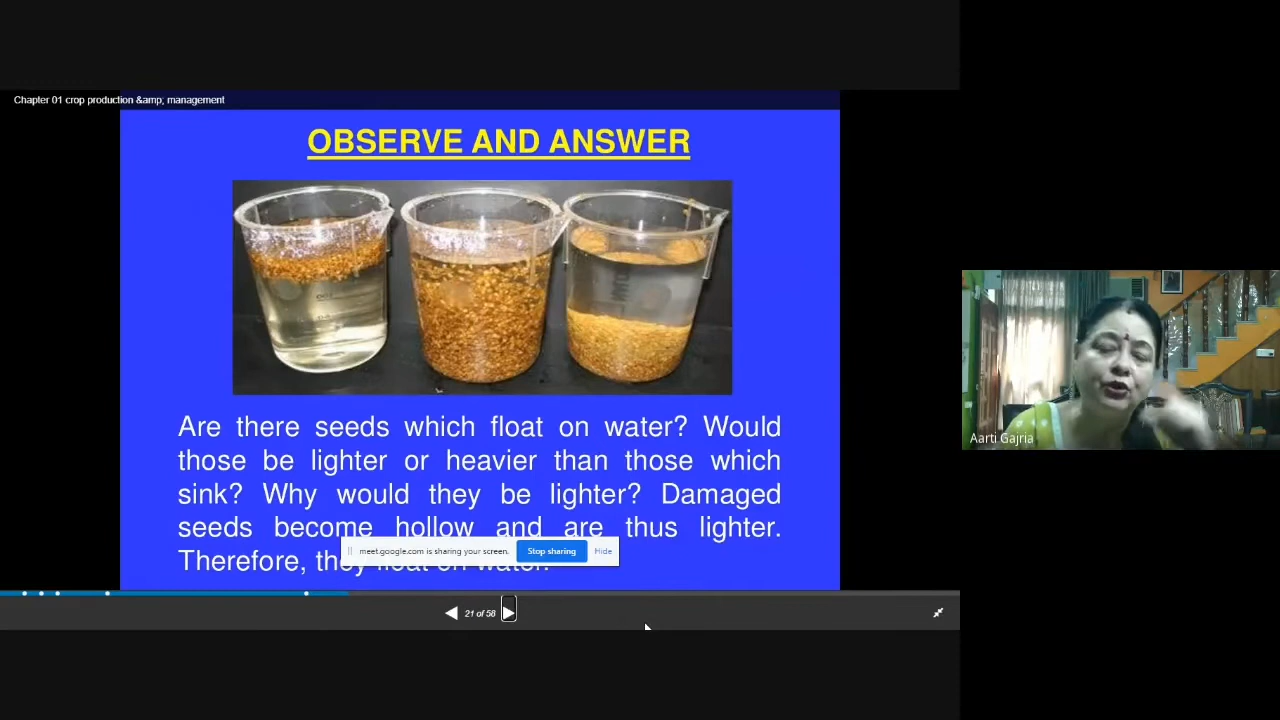 Chapter 01 crop production &amp; management
OBSERVE AND ANSWER
Are there seeds which float on water? Would
those be lighter or heavier than those which
sink? Why would they be lighter? Damaged
seeds become hollow and are thus lighter.
Therefore, they float on water.
meet.google.com is sharing your screen.
Stop sharing
Hide
21 of 58
Aarti Gajria